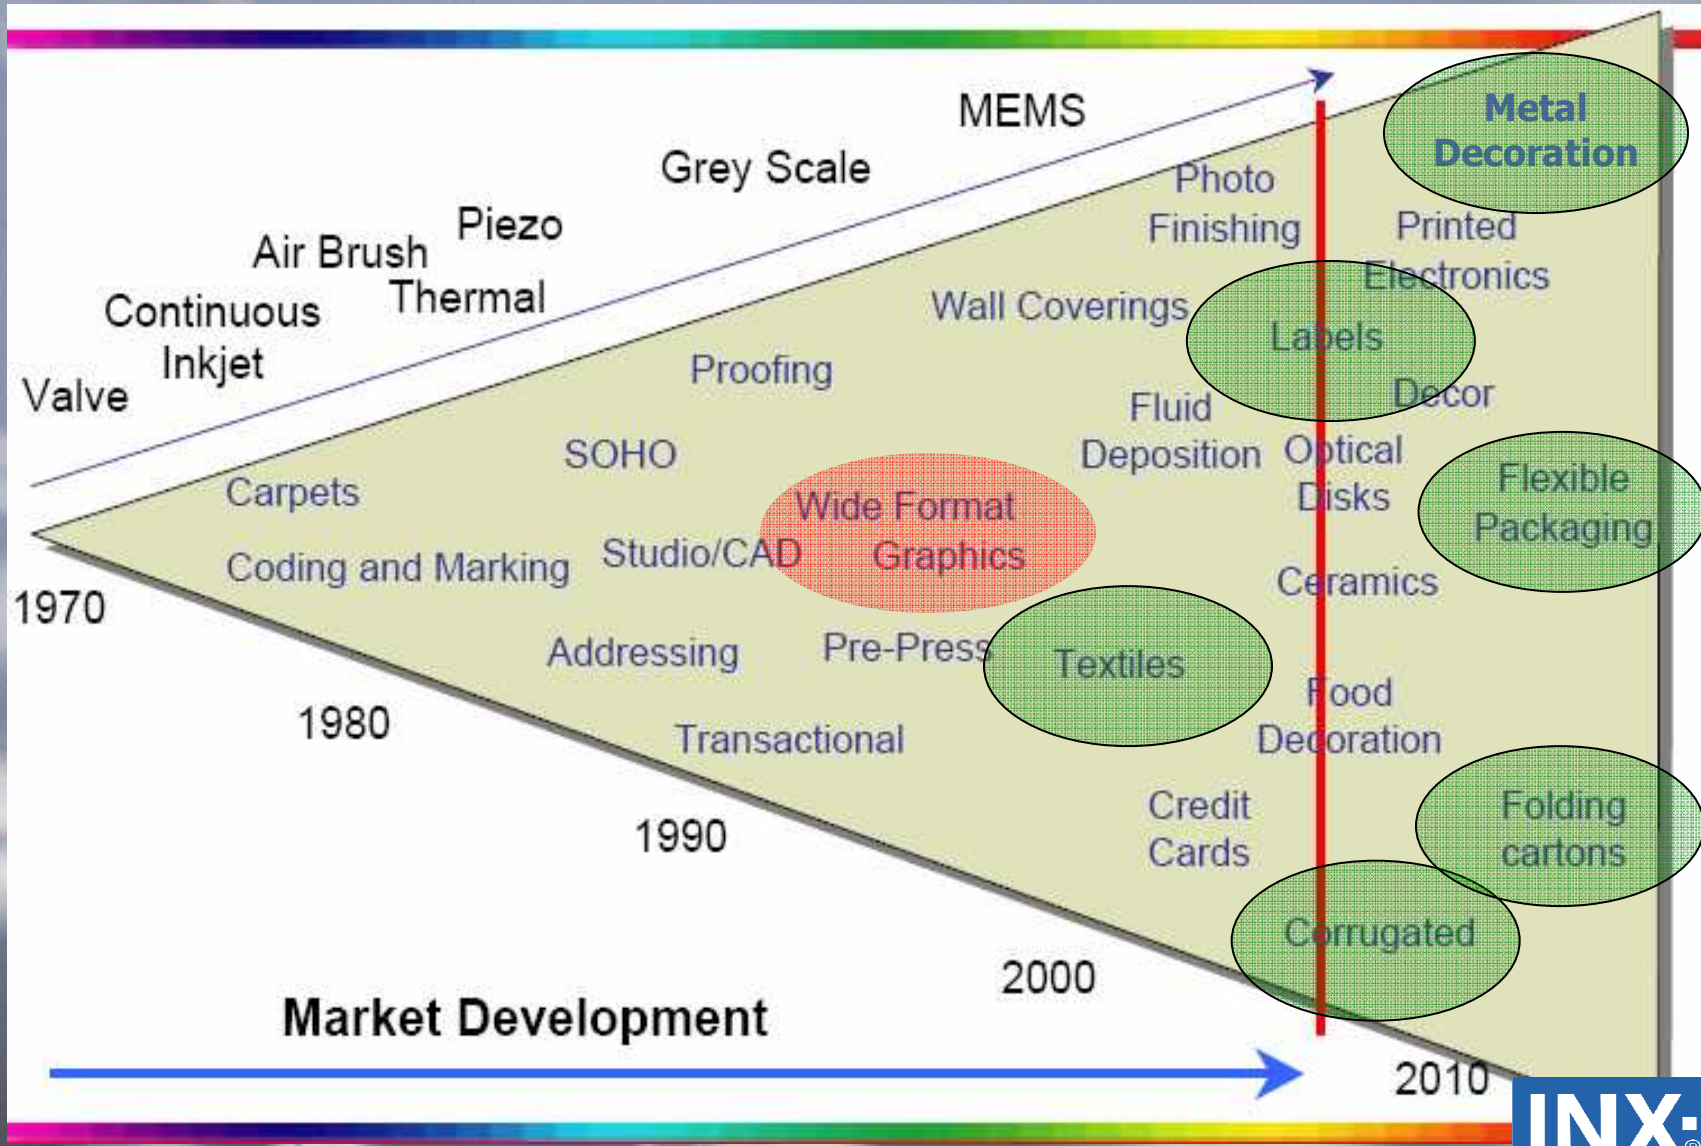 MEMS
Grey Scale
Piezo
Air Brush
Thermal
Continuous
Inkjet
Valve
Metal
Decoration
Photo
Finishing
Printed
Electronics
Wall Coverings
Labels
Proofing
Decor
Fluid
Deposition
Optical
Disks
SOHO
Carpets
Wide Format
Graphics
Flexible
Packaging
Studio/CAD
Coding and Marking
Ceramics
Addressing
Pre-Press
Textiles
Food
Decoration
Transactional
Credit
Cards
Folding
cartons
Corrugated
1970
1980
1990
2000
2010
Market Development
INX:®